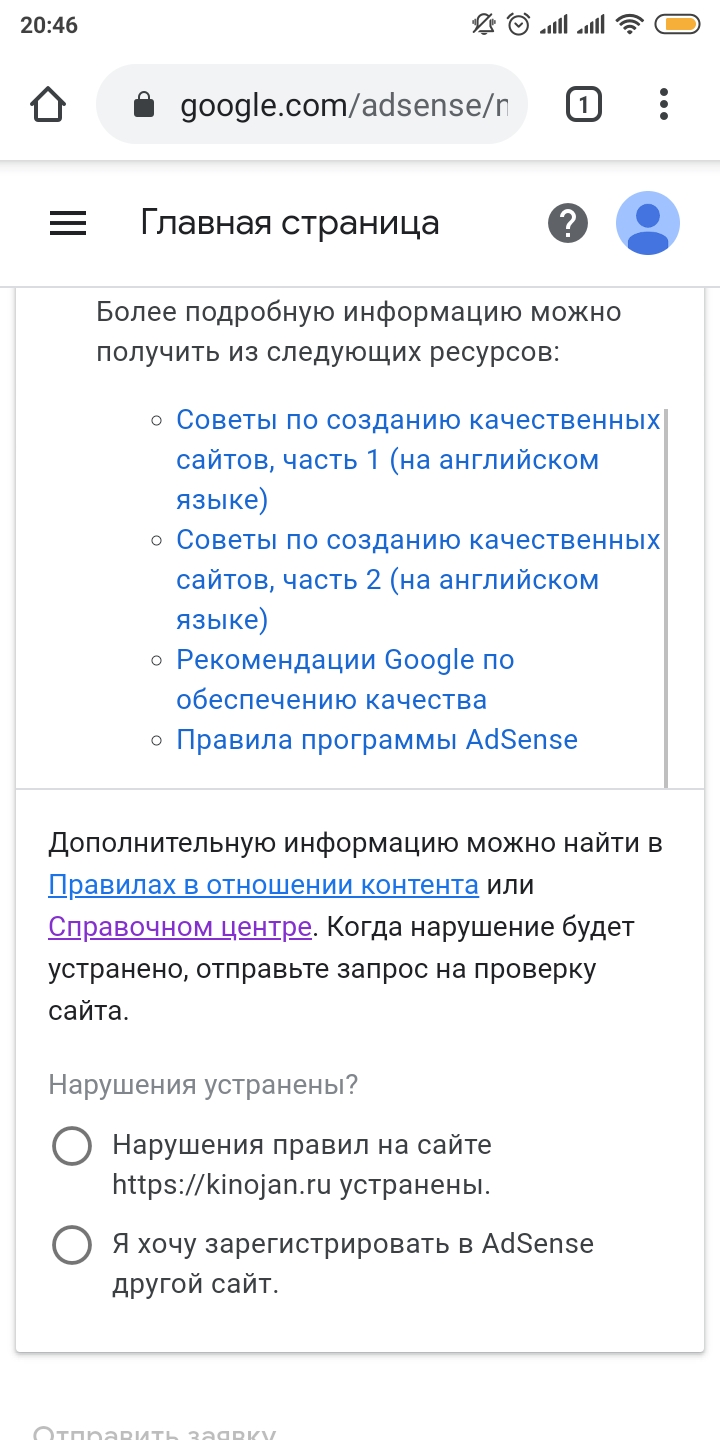 20:46
google.com/adsense/n
1
Главная страница
?
Более подробную информацию можно
получить из следующих ресурсов:
Советы по созданию качественных
сайтов, часть 1 (на английском
языке)
Советы по созданию качественных
сайтов, часть 2 (на английском
языке)
Рекомендации Google по
обеспечению качества
Правила программы AdSense
Дополнительную информацию можно найти в
Правилах в отношении контента или
Справочном центре. Когда нарушение будет
устранено, отправьте запрос на проверку
сайта.
Нарушения устранены?
Нарушения правил на сайте
https://kinojan.ru устранены.
Я хочу зарегистрировать в AdSense
другой сайт.
Отправить заявку